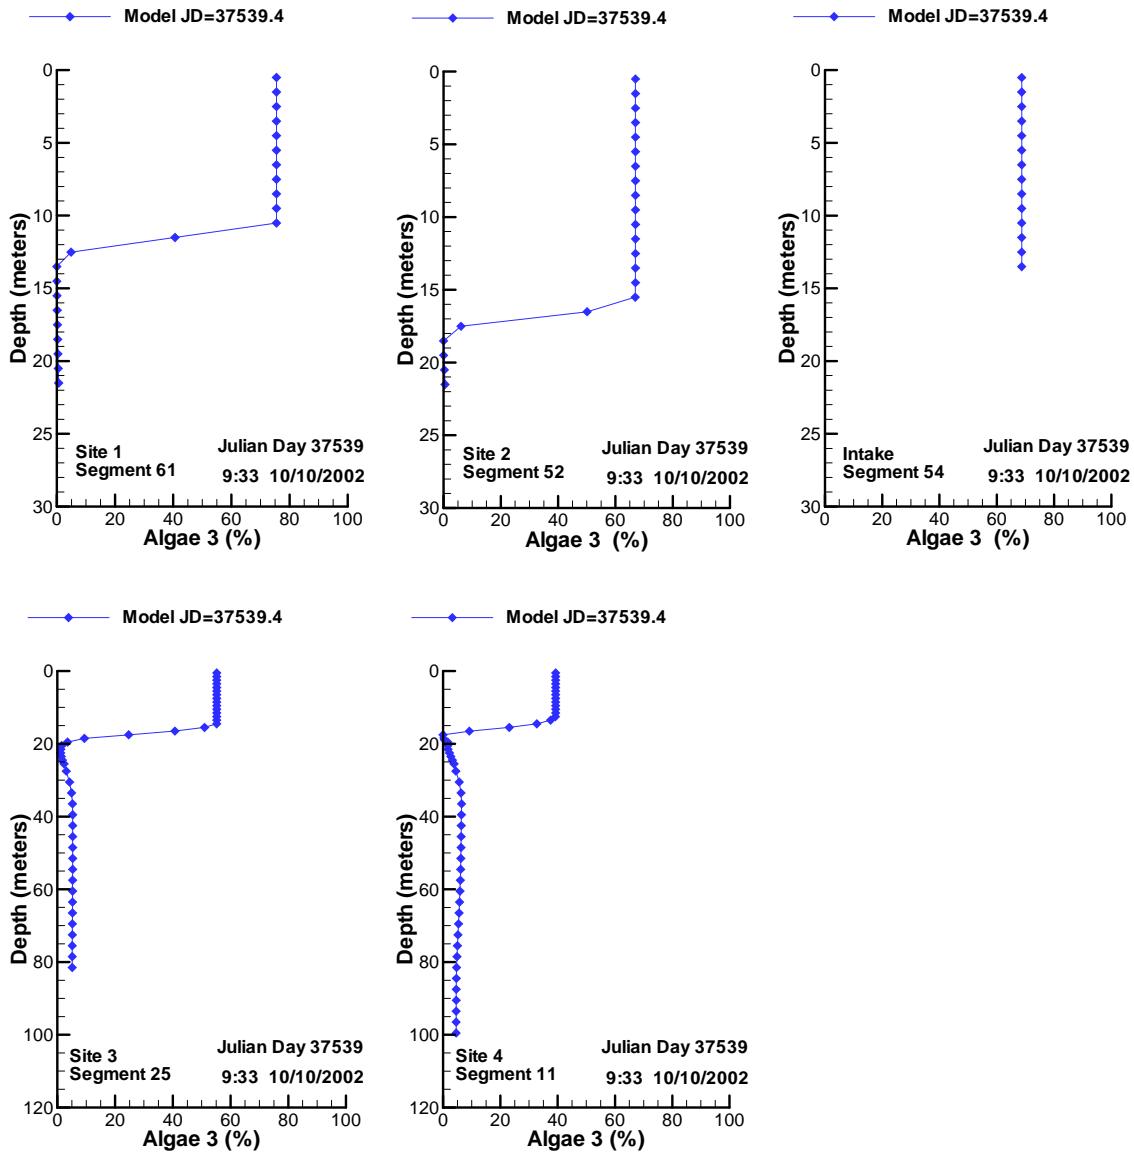 Model JD=37539.4
0
5
10
15
20
25
30
Depth (meters)
Site 1
Segment 61
Julian Day 37539
9:33 10/10/2002
0 20 40 60 80 100
Algae 3 (%)
Model JD=37539.4
0
5
10
15
20
25
30
Depth (meters)
Site 2
Segment 52
Julian Day 37539
9:33 10/10/2002
0 20 40 60 80 100
Algae 3 (%)
Model JD=37539.4
0
5
10
15
20
25
30
Depth (meters)
Intake
Segment 54
Julian Day 37539
9:33 10/10/2002
0 20 40 60 80 100
Algae 3 (%)
Model JD=37539.4
0
20
40
60
80
100
120
Depth (meters)
Site 3
Segment 25
Julian Day 37539
9:33 10/10/2002
0 20 40 60 80 100
Algae 3 (%)
Model JD=37539.4
0
20
40
60
80
100
120
Depth (meters)
Site 4
Segment 11
Julian Day 37539
9:33 10/10/2002
0 20 40 60 80 100
Algae 3 (%)